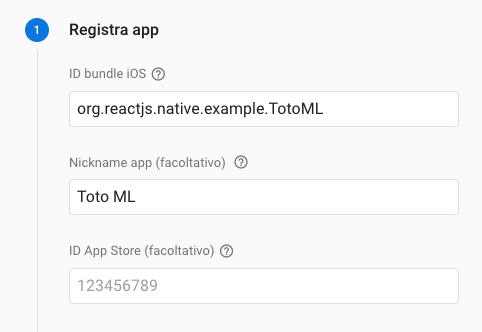 1 Registra app
ID bundle iOS ?
org.reactjs.native.example.TotoML
Nickname app (facoltativo) ?
Toto ML
ID App Store (facoltativo) ?
123456789